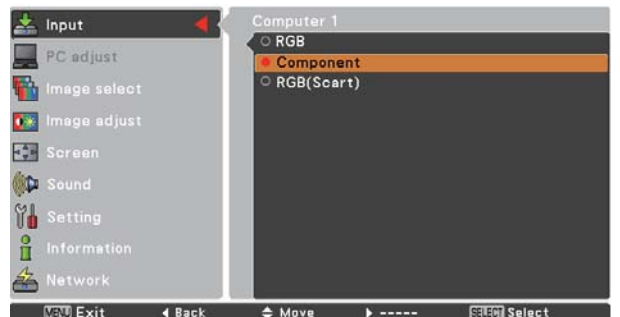 Input
PC adjust
Image select
Image adjust
Screen
Sound
Setting
Information
Network
Computer 1
RGB
Component
RGB(Scart)
MENU Exit Back Move ----- SELECT Select